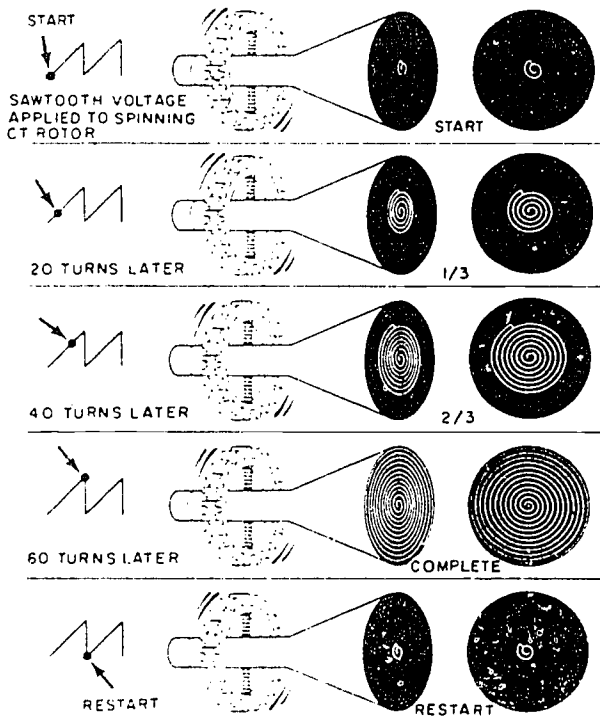 START
SAWTOOTH VOLTAGE
APPLIED TO SPINNING
CT ROTOR
START
20 TURNS LATER
1/3
40 TURNS LATER
2/3
60 TURNS LATER
COMPLETE
RESTART
RESTART